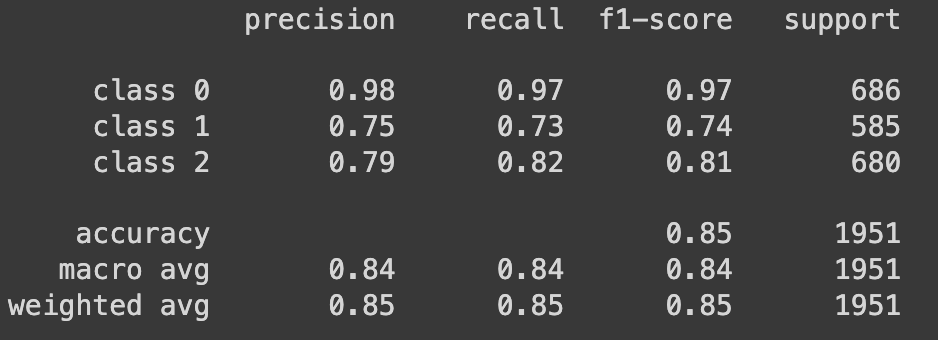 precision recall f1-score support
class 0 0.98 0.97 0.97 686
class 1 0.75 0.73 0.74 585
class 2 0.79 0.82 0.81 680
accuracy 0.85 1951
macro avg 0.84 0.84 0.84 1951
weighted avg 0.85 0.85 0.85 1951